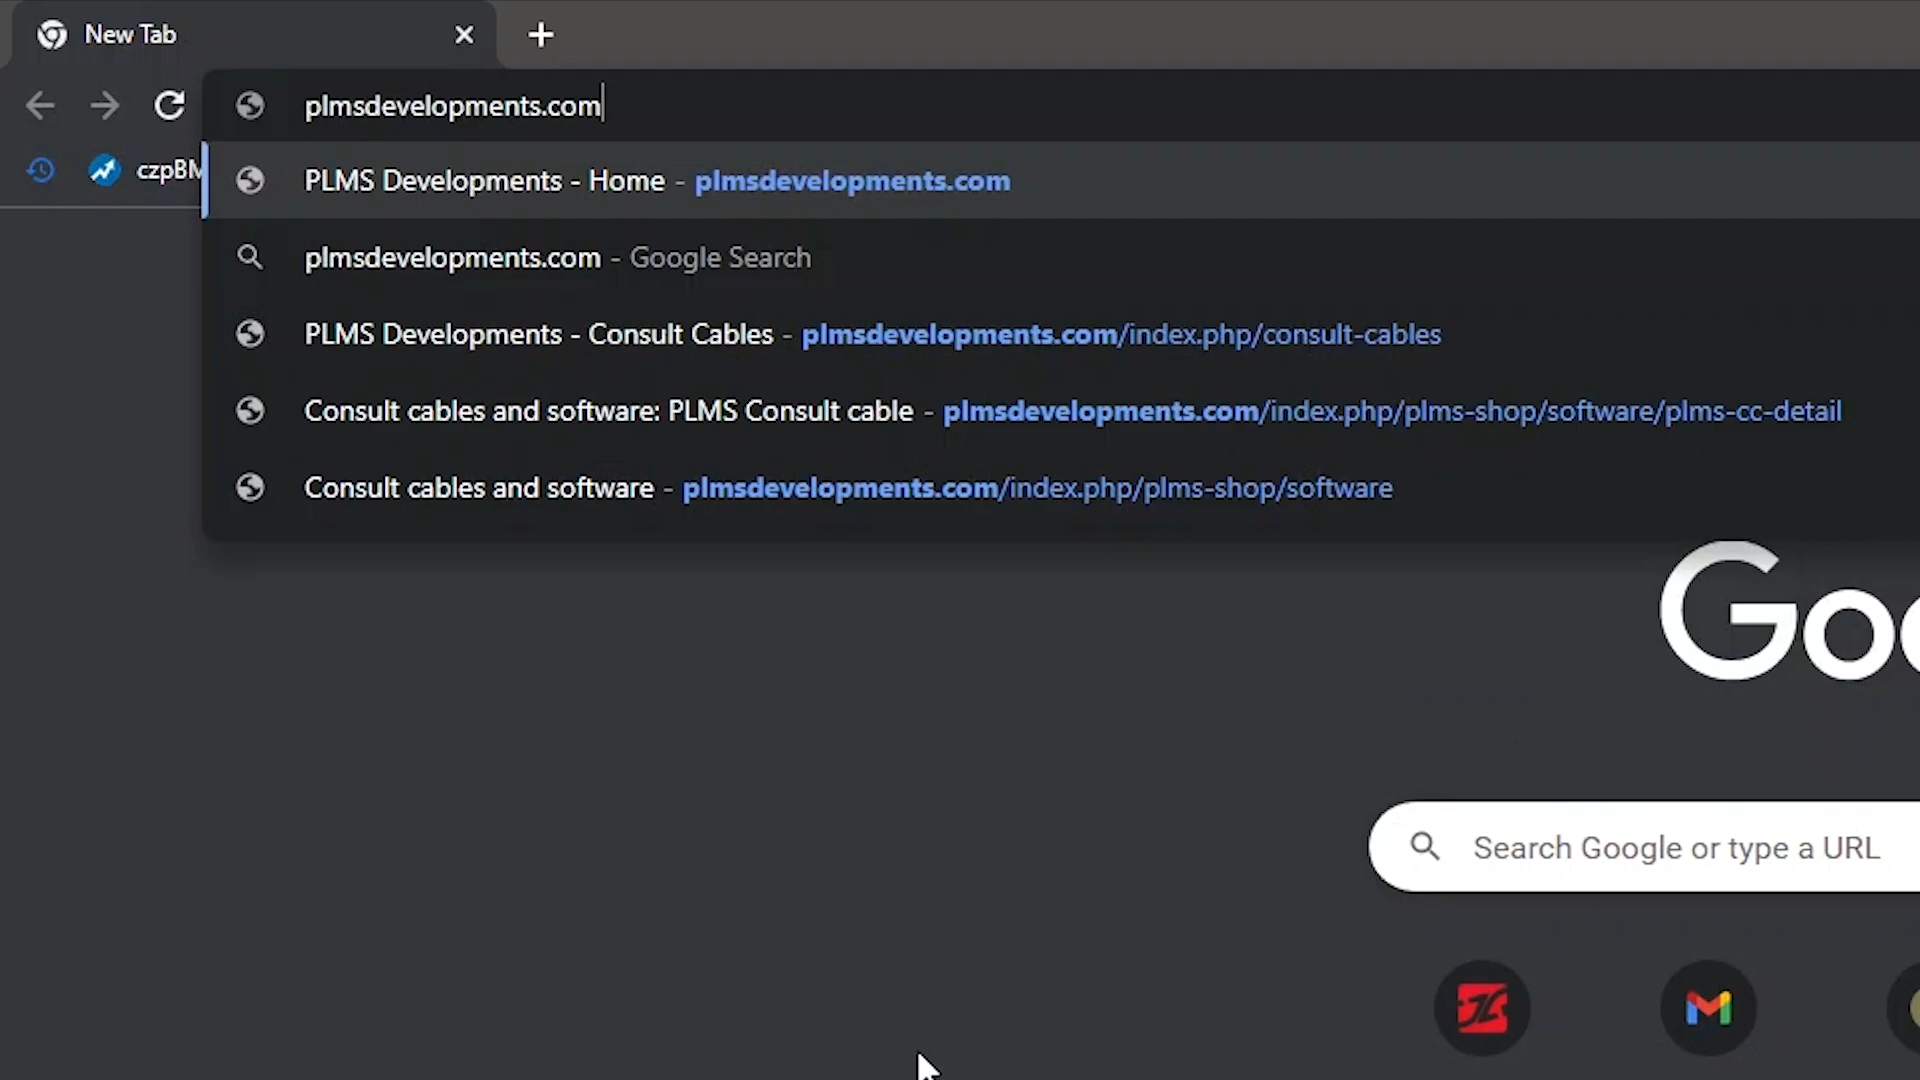 New Tab
plmsdevelopments.com
czpBM
PLMS Developments - Home - plmsdevelopments.com
plmsdevelopments.com - Google Search
PLMS Developments - Consult Cables - plmsdevelopments.com/index.php/consult-cables
Consult cables and software: PLMS Consult cable - plmsdevelopments.com/index.php/plms-shop/software/plms-cc-detail
Consult cables and software - plmsdevelopments.com/index.php/plms-shop/software
Goo
Search Google or type a URL